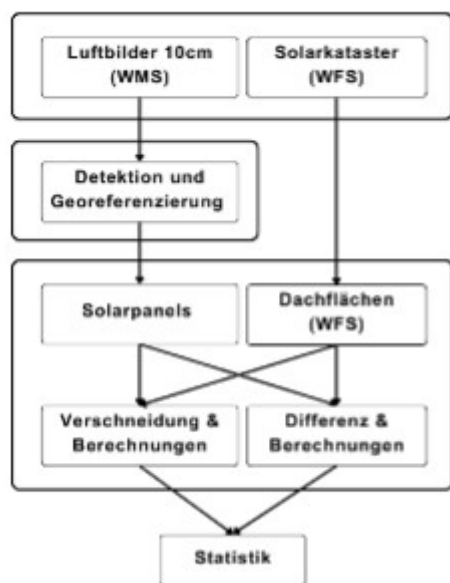 Luftbilder 10cm
(WMS)
Solarkataster
(WFS)
Detektion und
Georeferenzierung
Solarpanels
Dachflächen
(WFS)
Verschneidung &
Berechnungen
Differenz &
Berechnungen
Statistik